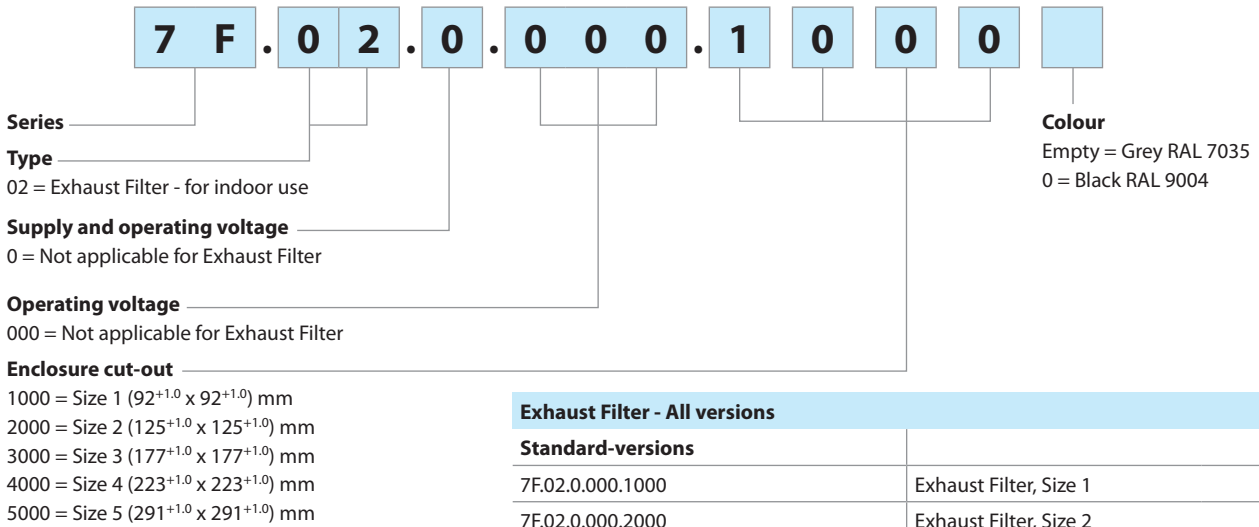 7 F . 0 2 . 0 . 0 0 0 . 1 0 0 0
Series
Type
02 = Exhaust Filter - for indoor use
Supply and operating voltage
0 = Not applicable for Exhaust Filter
Operating voltage
000 = Not applicable for Exhaust Filter
Enclosure cut-out
1000 = Size 1 (92+1.0 x 92+1.0) mm
2000 = Size 2 (125+1.0 x 125+1.0) mm
3000 = Size 3 (177+1.0 x 177+1.0) mm
4000 = Size 4 (223+1.0 x 223+1.0) mm
5000 = Size 5 (291+1.0 x 291+1.0) mm
Colour
Empty = Grey RAL 7035
0 = Black RAL 9004
Exhaust Filter - All versions
Standard-versions
7F.02.0.000.1000 Exhaust Filter, Size 1
7F.02.0.000.2000 Exhaust Filter, Size 2